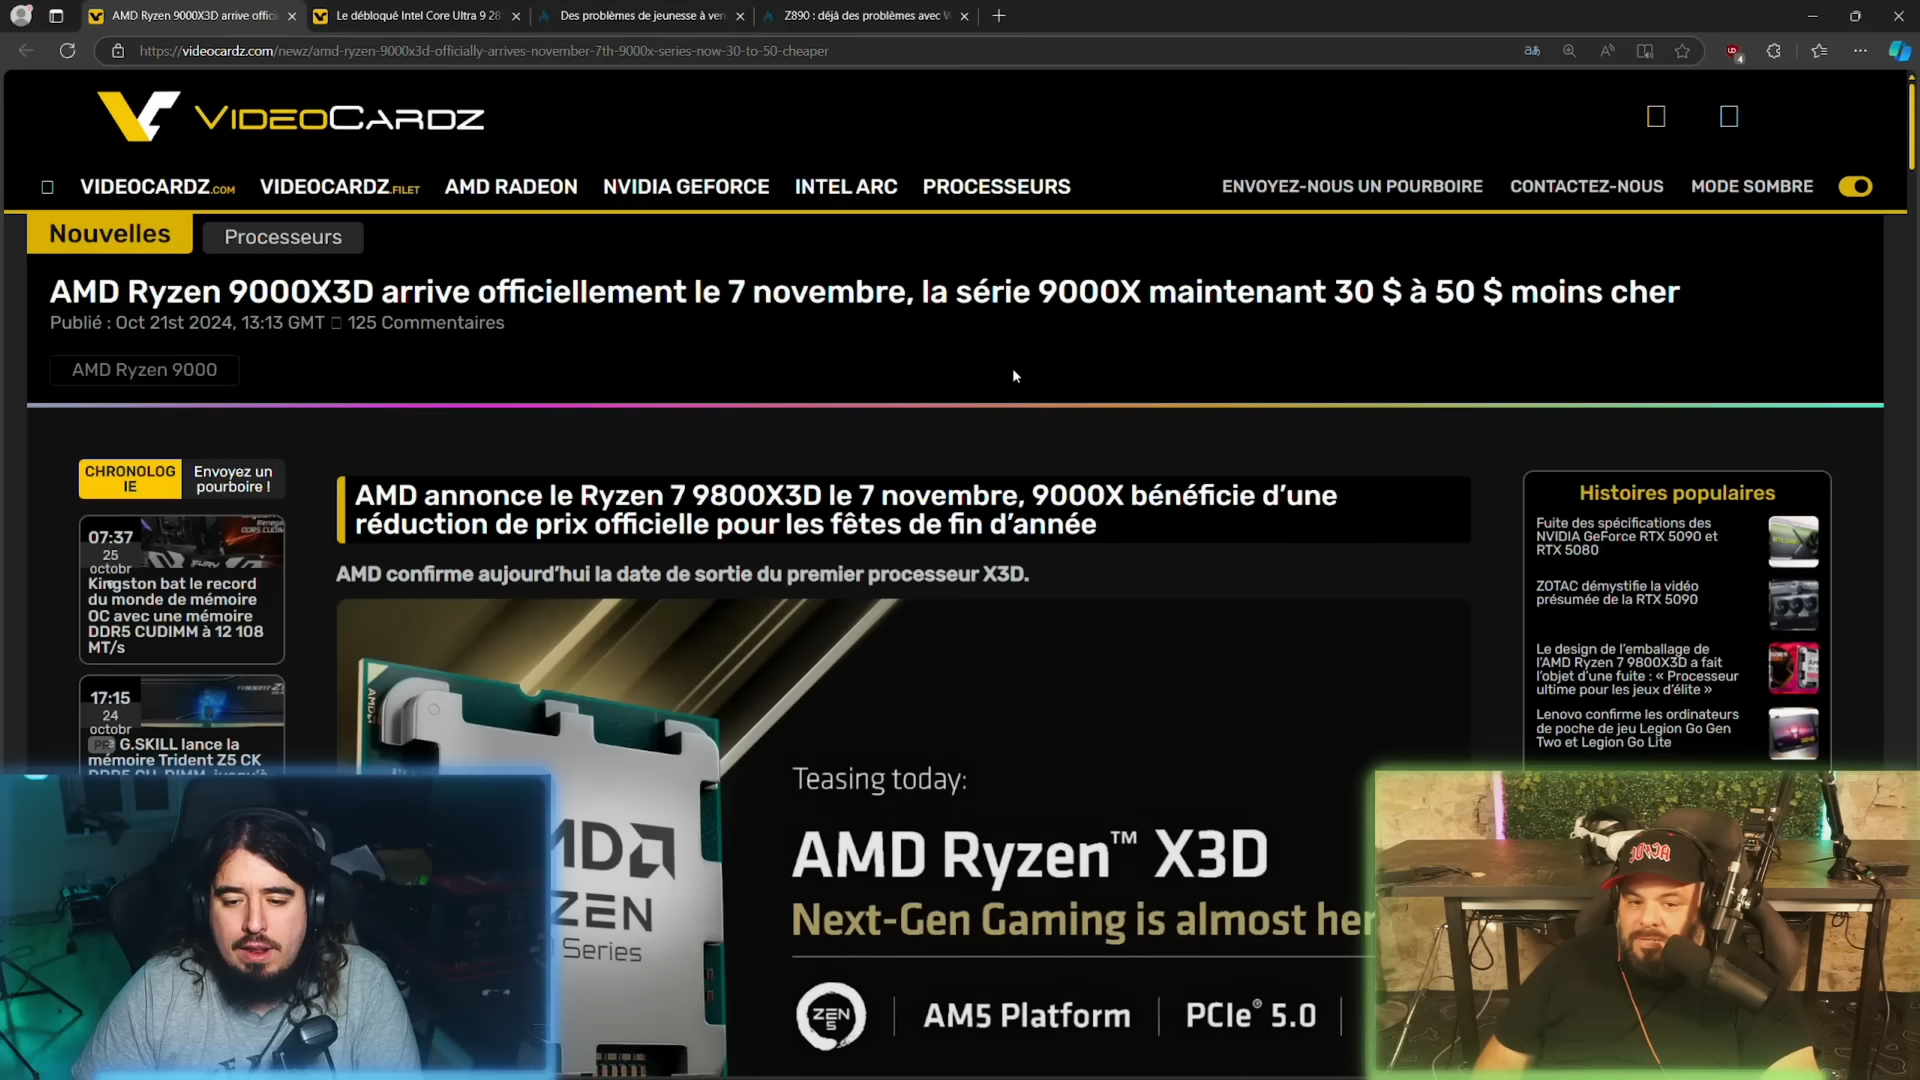 AMD Ryzen 9000X3D arrive offici
Le débloqué Intel Core Ultra 9 28
Des problèmes de jeunesse à ven
Z890 : déjà des problèmes avec W
https://videocardz.com/newz/amd-ryzen-9000x3d-officially-arrives-november-7th-9000x-series-now-30-to-50-cheaper
VIDEOCARDZ
VIDEOCARDZ.COM
VIDEOCARDZ.FILET
AMD RADEON
NVIDIA GEFORCE
INTEL ARC
PROCESSEURS
ENVOYEZ-NOUS UN POURBOIRE
CONTACTEZ-NOUS
MODE SOMBRE
Nouvelles
Processeurs
AMD Ryzen 9000X3D arrive officiellement le 7 novembre, la série 9000X maintenant 30 $ à 50 $ moins cher
Publié : Oct 21st 2024, 13:13 GMT 125 Commentaires
AMD Ryzen 9000
CHRONOLOG
IE
Envoyez un
pourboire !
07:37
25
octobr
e
Kingston bat le record
du monde de mémoire
OC avec une mémoire
DDR5 CUDIMM à 12 108
MT/s
17:15
24
octobr
PR G.SKILL lance la
mémoire Trident Z5 CK
AMD annonce le Ryzen 7 9800X3D le 7 novembre, 9000X bénéficie d’une
réduction de prix officielle pour les fêtes de fin d’année
AMD confirme aujourd’hui la date de sortie du premier processeur X3D.
Teasing today:
AMD Ryzen™ X3D
Next-Gen Gaming is almost her
ZEN
5
AM5 Platform
PCIe® 5.0
Series
Histoires populaires
Fuite des spécifications des
NVIDIA GeForce RTX 5090 et
RTX 5080
ZOTAC démystifie la vidéo
présumée de la RTX 5090
Le design de l’emballage de
l’AMD Ryzen 7 9800X3D a fait
l’objet d’une fuite : « Processeur
ultime pour les jeux d’élite »
Lenovo confirme les ordinateurs
de poche de jeu Legion Go Gen
Two et Legion Go Lite